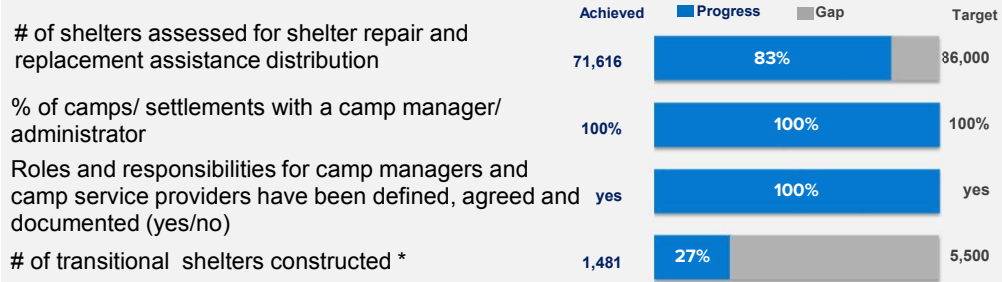 Achieved Progress Gap Target
# of shelters assessed for shelter repair and
replacement assistance distribution
71,616 83% 86,000
% of camps/ settlements with a camp manager/
administrator
100% 100% 100%
Roles and responsibilities for camp managers and
camp service providers have been defined, agreed and
documented (yes/no)
yes 100% yes
# of transitional shelters constructed *
1,481 27% 5,500